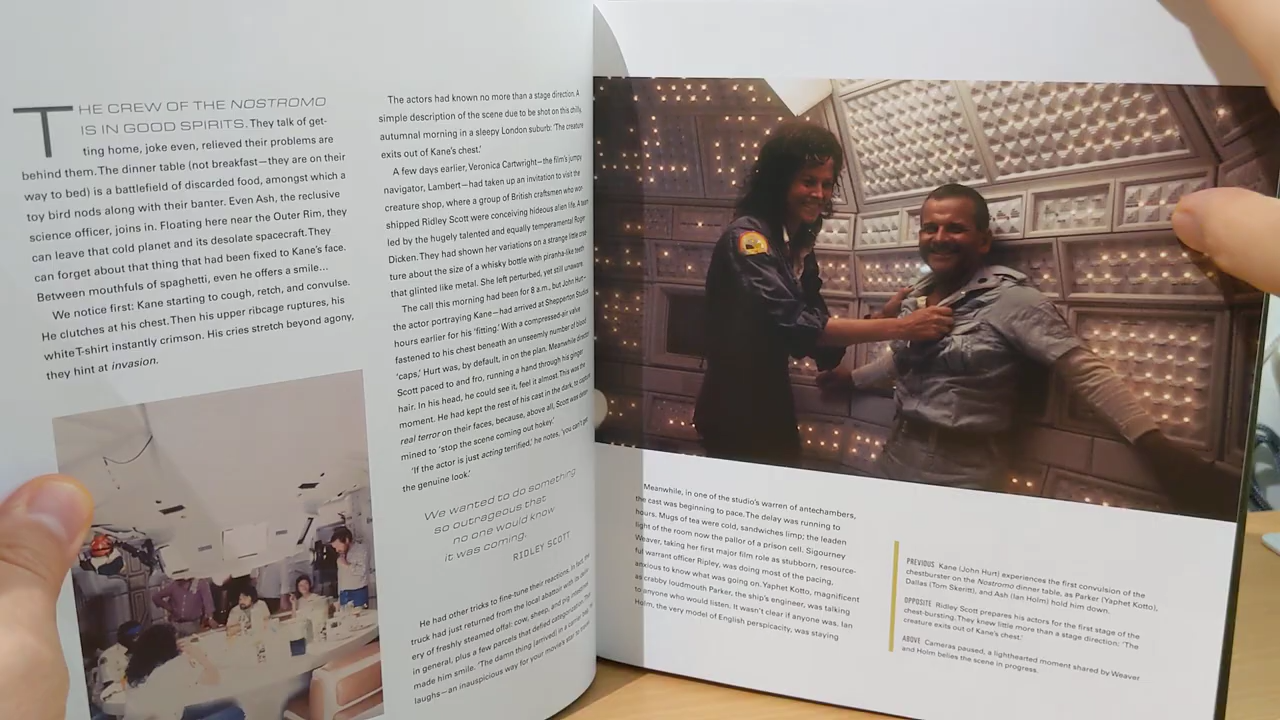 THE CREW OF THE NOSTROMO
IS IN GOOD SPIRITS. They talk of get-
ting home, joke even, relieved their problems are
behind them. The dinner table (not breakfast—they are on their
way to bed) is a battlefield of discarded food, amongst which a
toy bird nods along with their banter. Even Ash, the reclusive
science officer, joins in. Floating here near the Outer Rim, they
can leave that cold planet and its desolate spacecraft. They
can forget about that thing that had been fixed to Kane's face.
Between mouthfuls of spaghetti, even he offers a smile...
We notice first: Kane starting to cough, retch, and convulse.
He clutches at his chest. Then his upper ribcage ruptures, his
white T-shirt instantly crimson. His cries stretch beyond agony,
they hint at invasion.
The actors had known no more than a stage direction. A
simple description of the scene due to be shot on this chilly,
autumnal morning in a sleepy London suburb: 'The creature
exits out of Kane's chest.'
A few days earlier, Veronica Cartwright—the film's jumpy
navigator, Lambert—had taken up an invitation to visit the
creature shop, where a group of British craftsmen who wor-
shipped Ridley Scott were conceiving hideous alien life. A team
led by the hugely talented and equally temperamental Roger
Dicken. They had shown her variations on a strange little crea-
ture about the size of a whisky bottle with piranha-like teeth
that glinted like metal. She left perturbed, yet still unaware.
The call this morning had been for 8 a.m., but John Hurt—
the actor portraying Kane—had arrived at Shepperton Studios
hours earlier for his 'fitting.' With a compressed-air valve
fastened to his chest beneath an unseemly number of blood
'caps,' Hurt was, by default, in on the plan. Meanwhile director
Scott paced to and fro, running a hand through his ginger
hair. In his head, he could see it, feel it almost. This was the
moment. He had kept the rest of his cast in the dark, to capture
real terror on their faces, because, above all, Scott was deter-
mined to 'stop the scene coming out hokey.'
'If the actor is just acting terrified,' he notes, 'you can't get
the genuine look.'
We wanted to do something
so outrageous that
no one would know
it was coming.
RIDLEY SCOTT
He had other tricks to fine-tune their reactions. In fact, the
truck had just returned from the local abattoir with its deliv-
ery of freshly steamed offal: cow, sheep, and pig intestines
in general, plus a few parcels that defied categorization. That
made him smile. 'The damn thing (arrived) in a
laughs—an inauspicious way for your movie's star to
Meanwhile, in one of the studio's warren of antechambers,
the cast was beginning to pace. The delay was running to
hours. Mugs of tea were cold, sandwiches limp; the leaden
light of the room now the pallor of a prison cell. Sigourney
Weaver, taking her first major film role as stubborn, resource-
ful warrant officer Ripley, was doing most of the pacing,
anxious to know what was going on. Yaphet Kotto, magnificent
as crabby loudmouth Parker, the ship's engineer, was talking
to anyone who would listen. It wasn't clear if anyone was. Ian
Holm, the very model of English perspicacity, was staying
PREVIOUS Kane (John Hurt) experiences the first convulsion of the
chestburster on the Nostromo dinner table, as Parker (Yaphet Kotto),
Dallas (Tom Skeritt), and Ash (Ian Holm) hold him down.
OPPOSITE Ridley Scott prepares his actors for the first stage of the
chest-bursting. They knew little more than a stage direction: 'The
creature exits out of Kane's chest.'
ABOVE Cameras paused, a lighthearted moment shared by Weaver
and Holm belies the scene in progress.